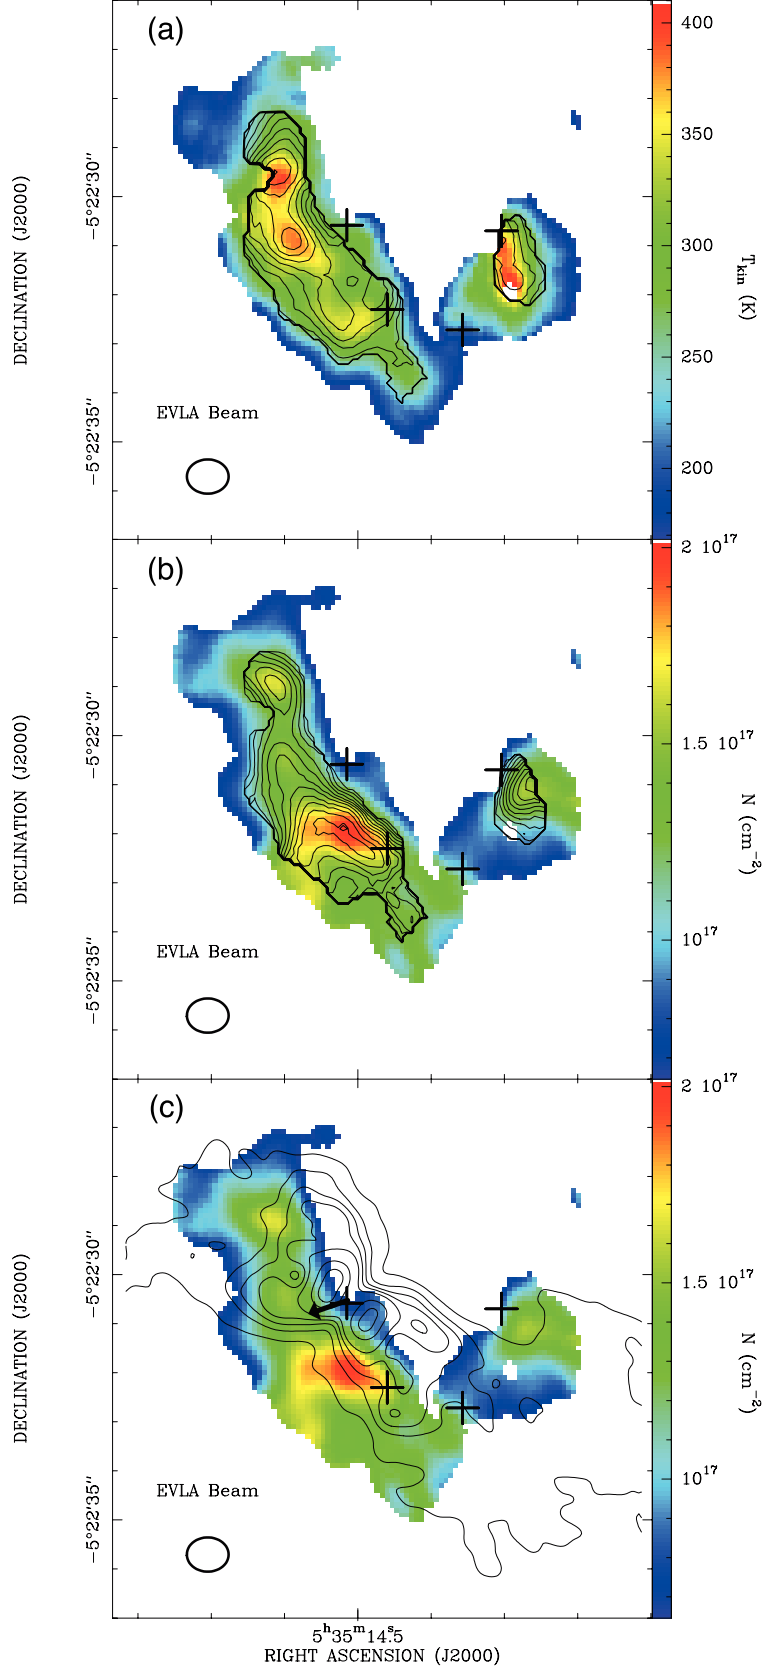 (a)
400
350
300
250
200
T_kin (K)
DECLINATION (J2000)
−5°22′30″
−5°22′35″
EVLA Beam
(b)
2 10^17
1.5 10^17
10^17
N (cm^−2)
DECLINATION (J2000)
−5°22′30″
−5°22′35″
EVLA Beam
(c)
2 10^17
1.5 10^17
10^17
N (cm^−2)
DECLINATION (J2000)
−5°22′30″
−5°22′35″
EVLA Beam
5^h35^m14^s.5
RIGHT ASCENSION (J2000)